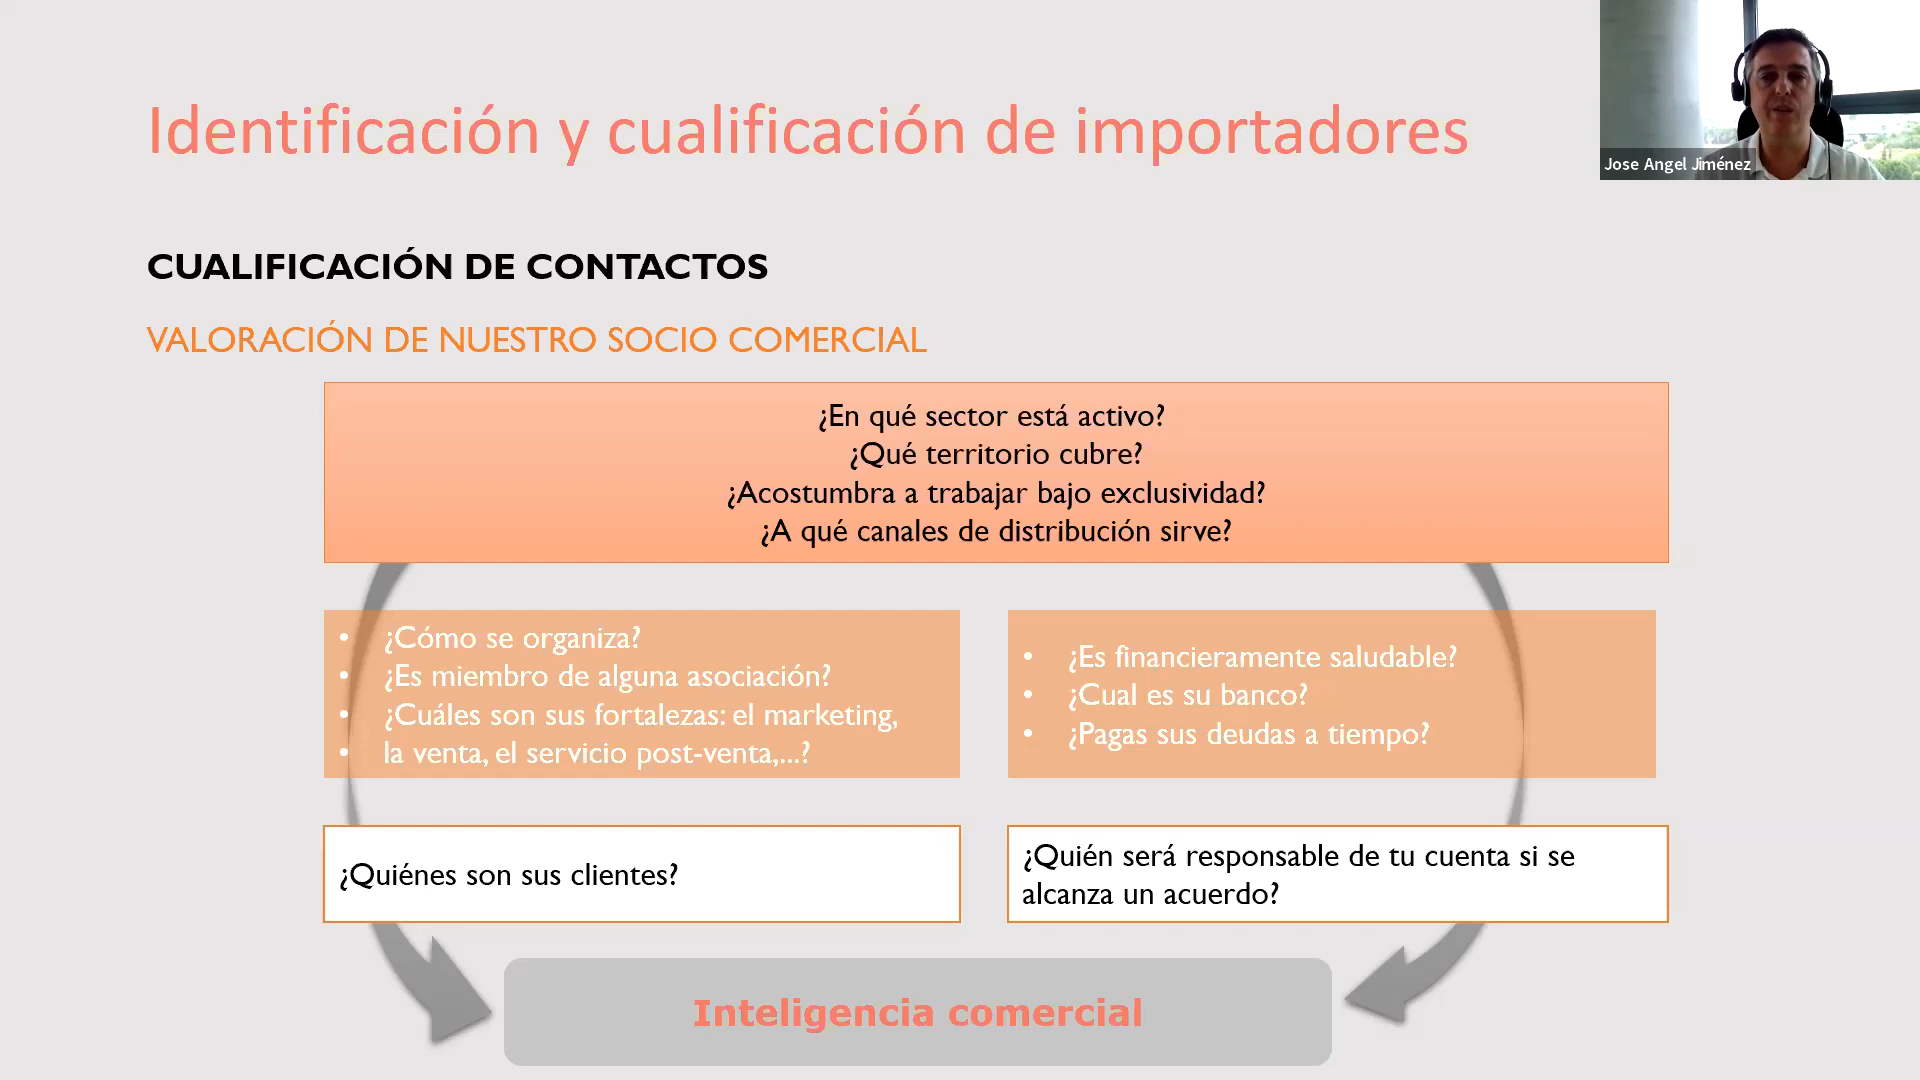 Identificación y cualificación de importadores
Jose Angel Jiménez
CUALIFICACIÓN DE CONTACTOS
VALORACIÓN DE NUESTRO SOCIO COMERCIAL
¿En qué sector está activo?
¿Qué territorio cubre?
¿Acostumbra a trabajar bajo exclusividad?
¿A qué canales de distribución sirve?
• ¿Cómo se organiza?
• ¿Es miembro de alguna asociación?
• ¿Cuáles son sus fortalezas: el marketing,
• la venta, el servicio post-venta,...?
• ¿Es financieramente saludable?
• ¿Cual es su banco?
• ¿Pagas sus deudas a tiempo?
¿Quiénes son sus clientes?
¿Quién será responsable de tu cuenta si se
alcanza un acuerdo?
Inteligencia comercial